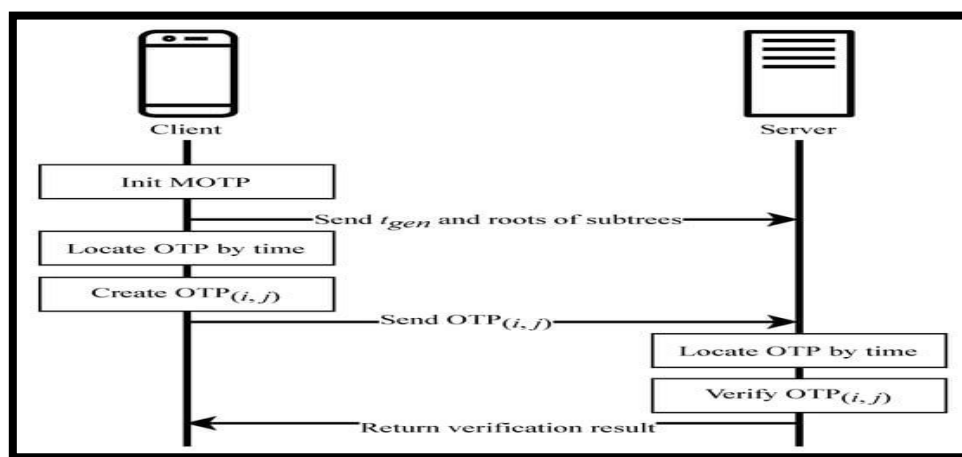 Client
Server
Init MOTP
Send t_gen and roots of subtrees
Locate OTP by time
Create OTP(i, j)
Send OTP(i, j)
Locate OTP by time
Verify OTP(i, j)
Return verification result